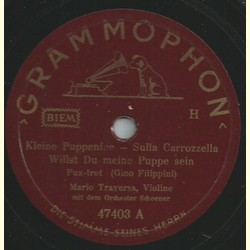 GRAMMOPHON
BIEM
H
Kleine Puppenfee - Sulla Carrozzella
Willst Du meine Puppe sein
Fox-trot (Gino Filippini)
Mario Traversa, Violine
mit dem Orchester Schoener
47403 A
DIE STIMME SEINES HERRN